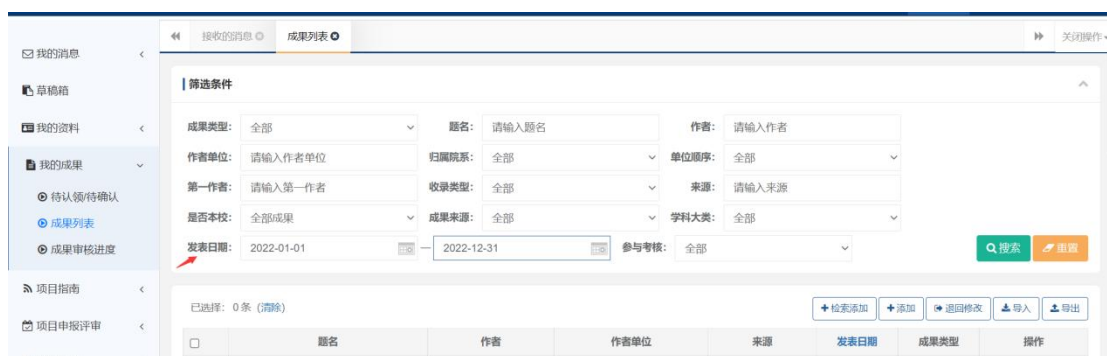 接收的消息 成果列表 关闭操作
我的消息
草稿箱
我的资料
我的成果
待认领/待确认
成果列表
成果审核进度
项目指南
项目申报评审
筛选条件
成果类型: 全部 题名: 请输入题名 作者: 请输入作者
作者单位: 请输入作者单位 归属院系: 全部 单位顺序: 全部
第一作者: 请输入第一作者 收录类型: 全部 来源: 请输入来源
是否本校: 全部成果 成果来源: 全部 学科大类: 全部
发表日期: 2022-01-01 — 2022-12-31 参与考核: 全部 搜索 重置
已选择: 0 条 (清除) 检索添加 添加 退回修改 导入 导出
题名 作者 作者单位 来源 发表日期 成果类型 操作